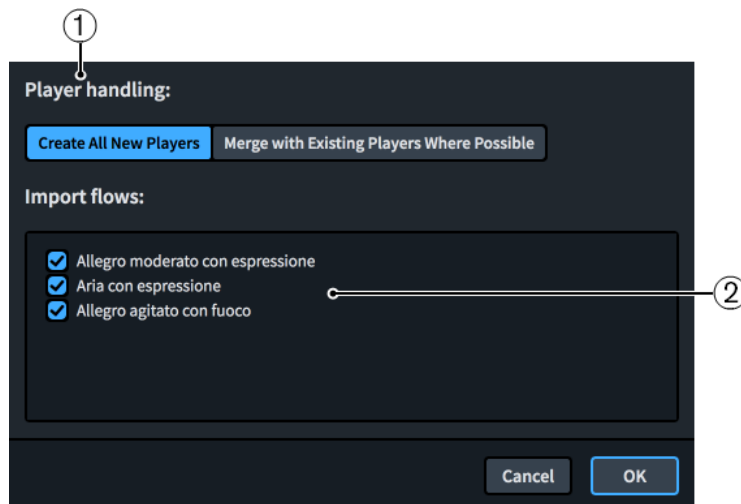 1
Player handling:
Create All New Players Merge with Existing Players Where Possible
Import flows:
Allegro moderato con espressione
Aria con espressione
2
Allegro agitato con fuoco
Cancel OK